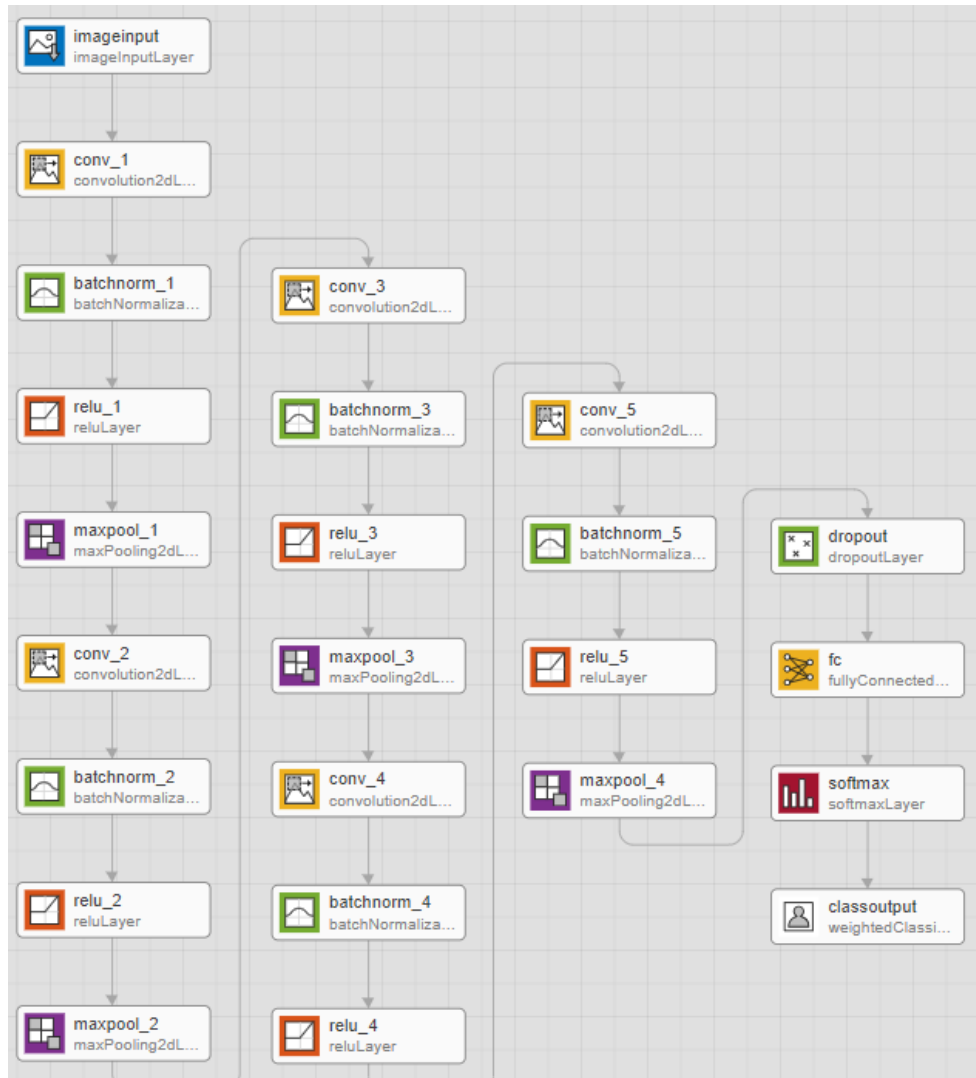 imageinput
imageInputLayer
conv_1
convolution2dL...
batchnorm_1
batchNormaliza...
relu_1
reluLayer
maxpool_1
maxPooling2dL...
conv_2
convolution2dL...
batchnorm_2
batchNormaliza...
relu_2
reluLayer
maxpool_2
maxPooling2dL...
conv_3
convolution2dL...
batchnorm_3
batchNormaliza...
relu_3
reluLayer
maxpool_3
maxPooling2dL...
conv_4
convolution2dL...
batchnorm_4
batchNormaliza...
relu_4
reluLayer
conv_5
convolution2dL...
batchnorm_5
batchNormaliza...
relu_5
reluLayer
maxpool_4
maxPooling2dL...
dropout
dropoutLayer
fc
fullyConnected...
softmax
softmaxLayer
classoutput
weightedClassi...